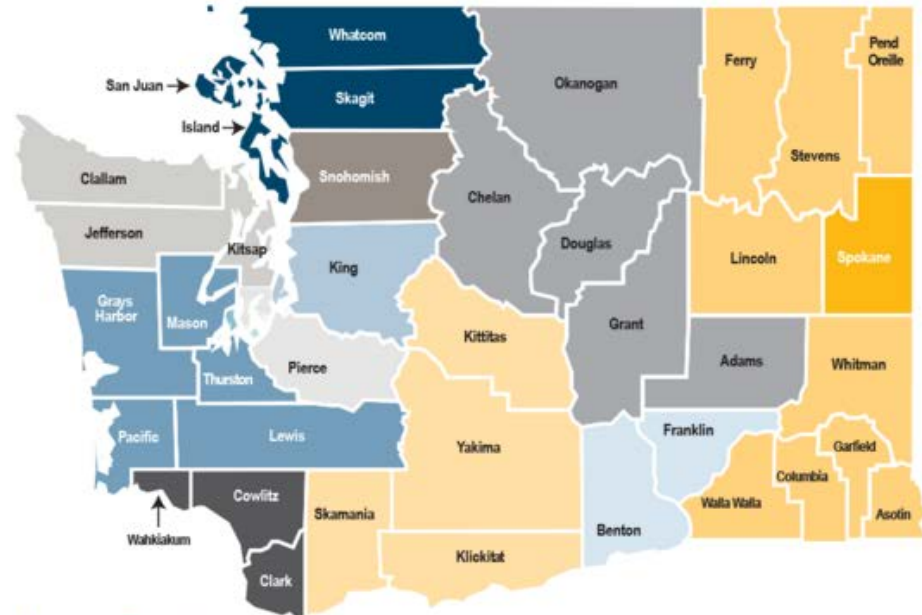 Whatcom
San Juan
Skagit
Island
Snohomish
Okanogan
Ferry
Pend
Oreille
Stevens
Clallam
Jefferson
Kitsap
Chelan
Douglas
Lincoln
Spokane
King
Grays
Harbor
Mason
Kittitas
Grant
Adams
Whitman
Thurston
Pierce
Pacific
Lewis
Yakima
Franklin
Garfield
Columbia
Walla Walla
Asotin
Cowlitz
Skamania
Wahkiakum
Benton
Klickitat
Clark